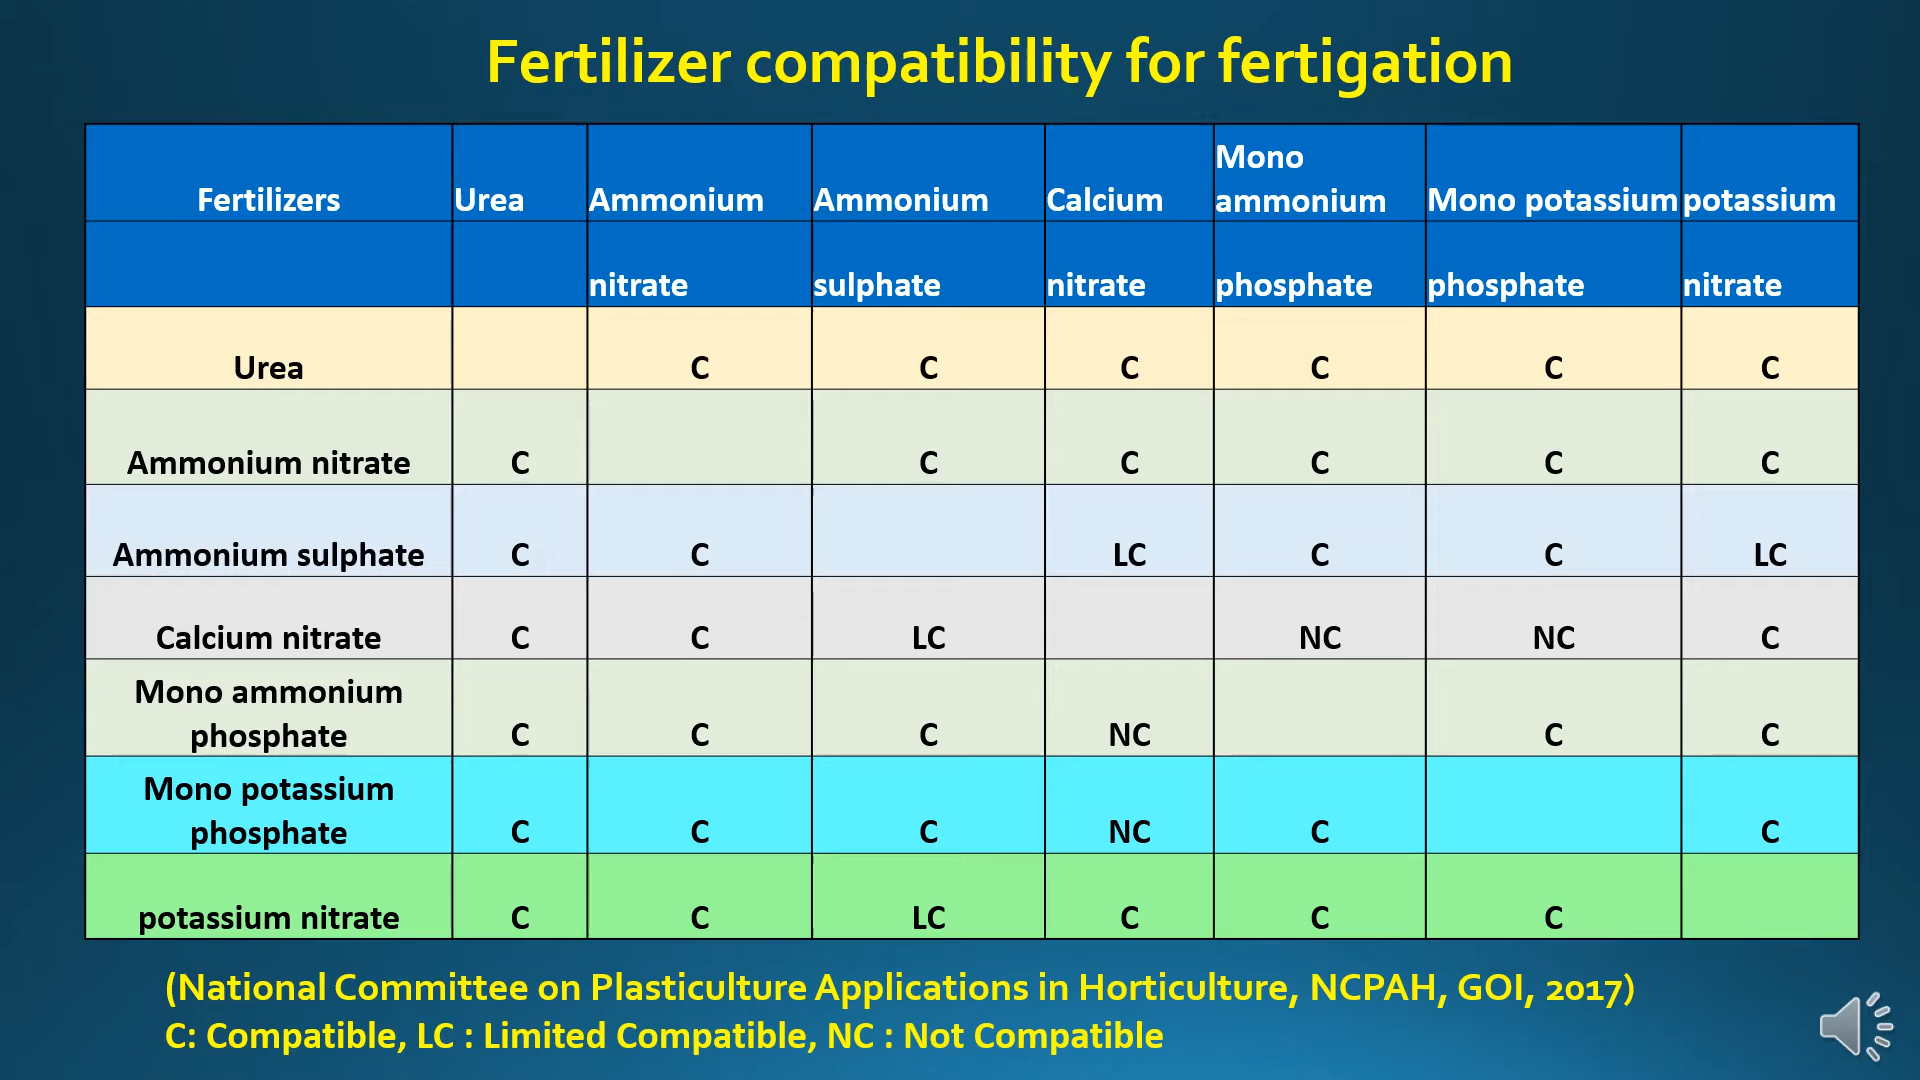 Fertilizer compatibility for fertigation
Fertilizers Urea Ammonium Ammonium Calcium Mono ammonium Mono potassium potassium
nitrate sulphate nitrate phosphate phosphate nitrate
Urea C C C C C C
Ammonium nitrate C C C C C C
Ammonium sulphate C C LC C C LC
Calcium nitrate C C LC NC NC C
Mono ammonium
phosphate C C C NC C C
Mono potassium
phosphate C C C NC C C
potassium nitrate C C LC C C C
(National Committee on Plasticulture Applications in Horticulture, NCPAH, GOI, 2017)
C: Compatible, LC : Limited Compatible, NC : Not Compatible